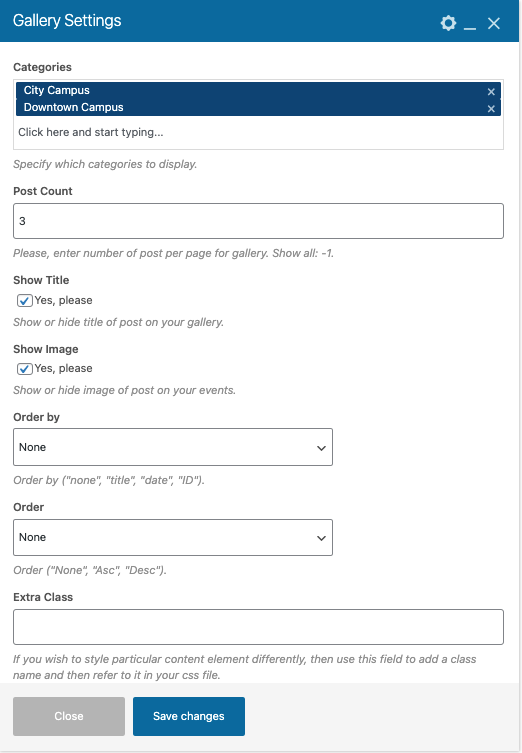 Gallery Settings
Categories
City Campus
Downtown Campus
Click here and start typing...
Specify which categories to display.
Post Count
3
Please, enter number of post per page for gallery. Show all: -1.
Show Title
Yes, please
Show or hide title of post on your gallery.
Show Image
Yes, please
Show or hide image of post on your events.
Order by
None
Order by ("none", "title", "date", "ID").
Order
None
Order ("None", "Asc", "Desc").
Extra Class
If you wish to style particular content element differently, then use this field to add a class
name and then refer to it in your css file.
Close
Save changes